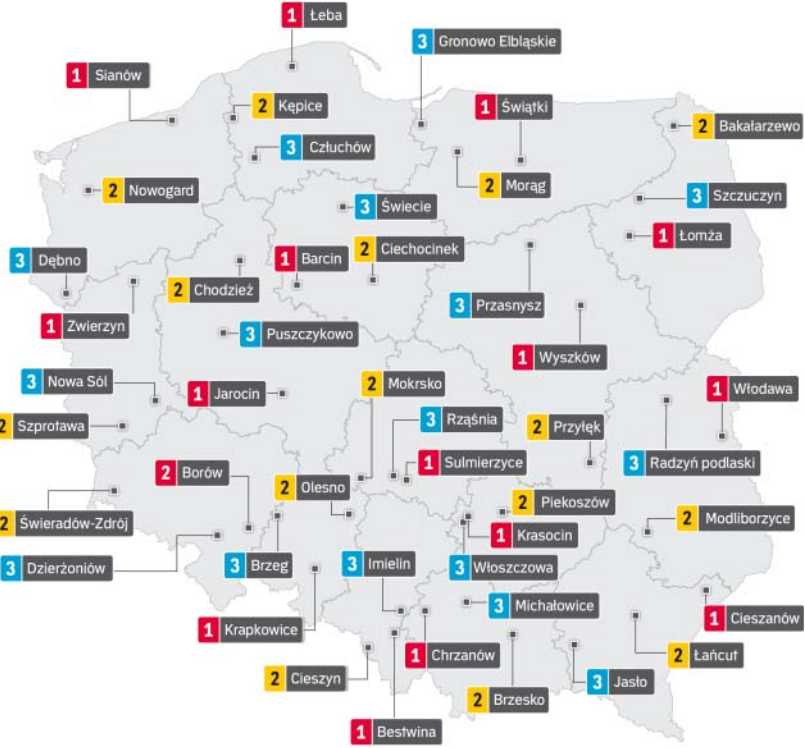 1 Łeba
3 Gronowo Elbląskie
1 Sianów
2 Kępice
1 Świątki
2 Bakałarzewo
3 Człuchów
2 Nowogard
2 Morąg
3 Szczuczyn
3 Świecie
1 Łomża
2 Ciechocinek
3 Dębno
1 Barcin
2 Chodzież
3 Przasnysz
1 Zwierzyn
3 Puszczykowo
1 Wyszków
3 Nowa Sól
2 Mokrsko
1 Jarocin
1 Włodawa
3 Rząśnia
2 Szprotawa
2 Przyłęk
1 Sulmierzyce
3 Radzyń podlaski
2 Borów
2 Olesno
2 Piekoszów
2 Świeradów-Zdrój
2 Modliborzyce
1 Krasocin
3 Dzierżoniów
3 Brzeg
3 Imielin
3 Włoszczowa
3 Michałowice
1 Cieszanów
1 Krapkowice
1 Chrzanów
2 Łańcut
2 Cieszyn
3 Jasło
2 Brzesko
1 Bestwina